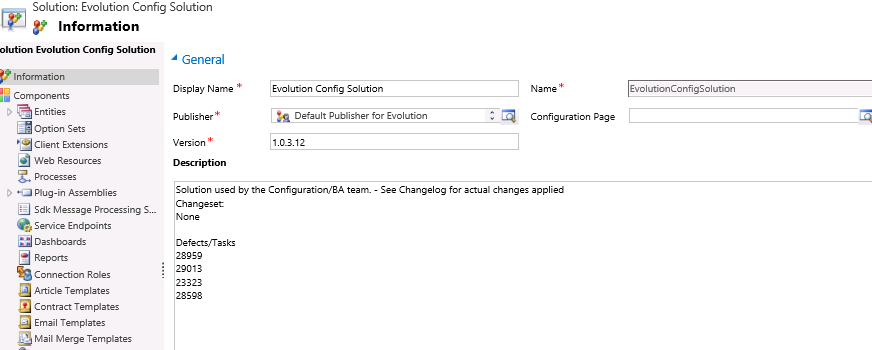 Solution: Evolution Config Solution
Information
olution Evolution Config Solution
Information
Components
Entities
Option Sets
Client Extensions
Web Resources
Processes
Plug-in Assemblies
Sdk Message Processing S...
Service Endpoints
Dashboards
Reports
Connection Roles
Article Templates
Contract Templates
Email Templates
Mail Merge Templates
General
Display Name * Evolution Config Solution Name * EvolutionConfigSolution
Publisher * Default Publisher for Evolution Configuration Page
Version * 1.0.3.12
Description
Solution used by the Configuration/BA team. - See Changelog for actual changes applied
Changeset:
None
Defects/Tasks
28959
29013
23323
28598